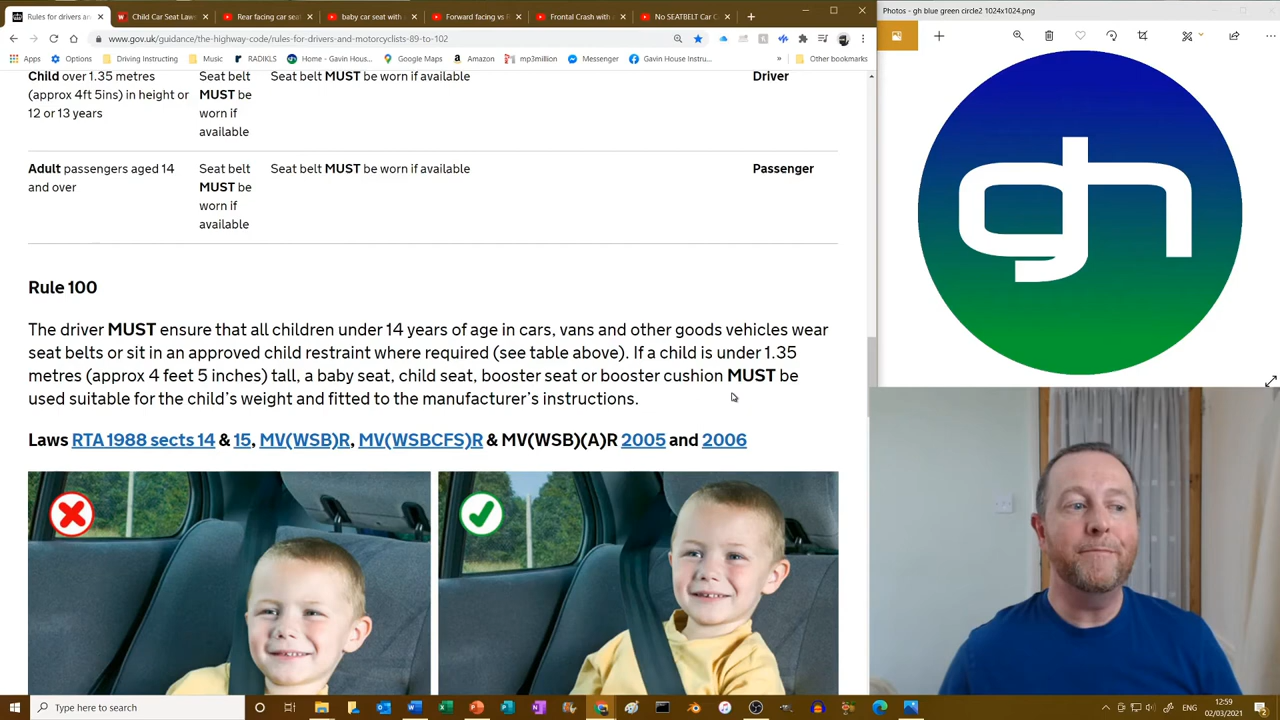 Rules for drivers an
Child Car Seat Laws
Rear facing car sea
baby car seat with
Forward facing vs R
Frontal Crash with
No SEATBELT Car C
Photos - gh blue green circle2 1024x1024.png
www.gov.uk/guidance/the-highway-code/rules-for-drivers-and-motorcyclists-89-to-102
Apps
Options
Driving Instructing
Music
RADIKLS
Home - Gavin Hous...
Google Maps
Amazon
mp3million
Messenger
Gavin House Instru...
»
Other bookmarks
Child over 1.35 metres
(approx 4ft 5ins) in height or
12 or 13 years
Seat belt
MUST be
worn if
available
Seat belt MUST be worn if available
Driver
Adult passengers aged 14
and over
Seat belt
MUST be
worn if
available
Seat belt MUST be worn if available
Passenger
Rule 100
The driver MUST ensure that all children under 14 years of age in cars, vans and other goods vehicles wear
seat belts or sit in an approved child restraint where required (see table above). If a child is under 1.35
metres (approx 4 feet 5 inches) tall, a baby seat, child seat, booster seat or booster cushion MUST be
used suitable for the child's weight and fitted to the manufacturer's instructions.
Laws RTA 1988 sects 14 & 15, MV(WSB)R, MV(WSBCFS)R & MV(WSB)(A)R 2005 and 2006
gh
Type here to search
ENG
12:59
02/03/2021